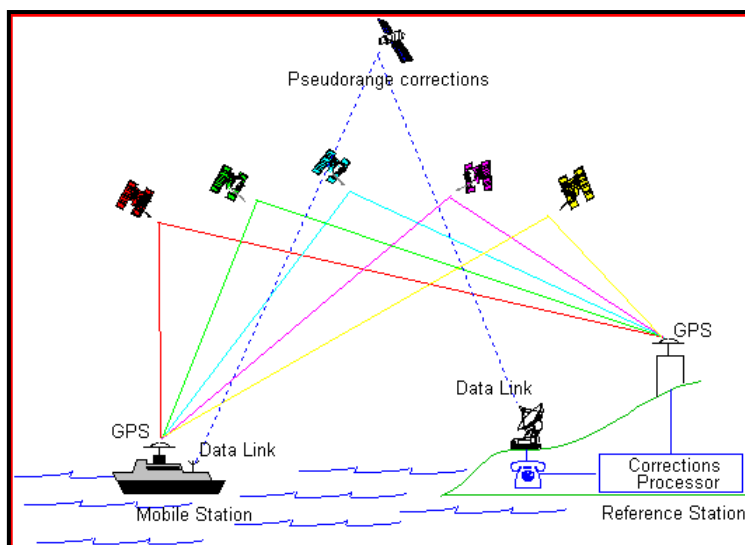 Pseudorange corrections
GPS
Data Link
GPS
Data Link
Corrections
Processor
Mobile Station
Reference Station